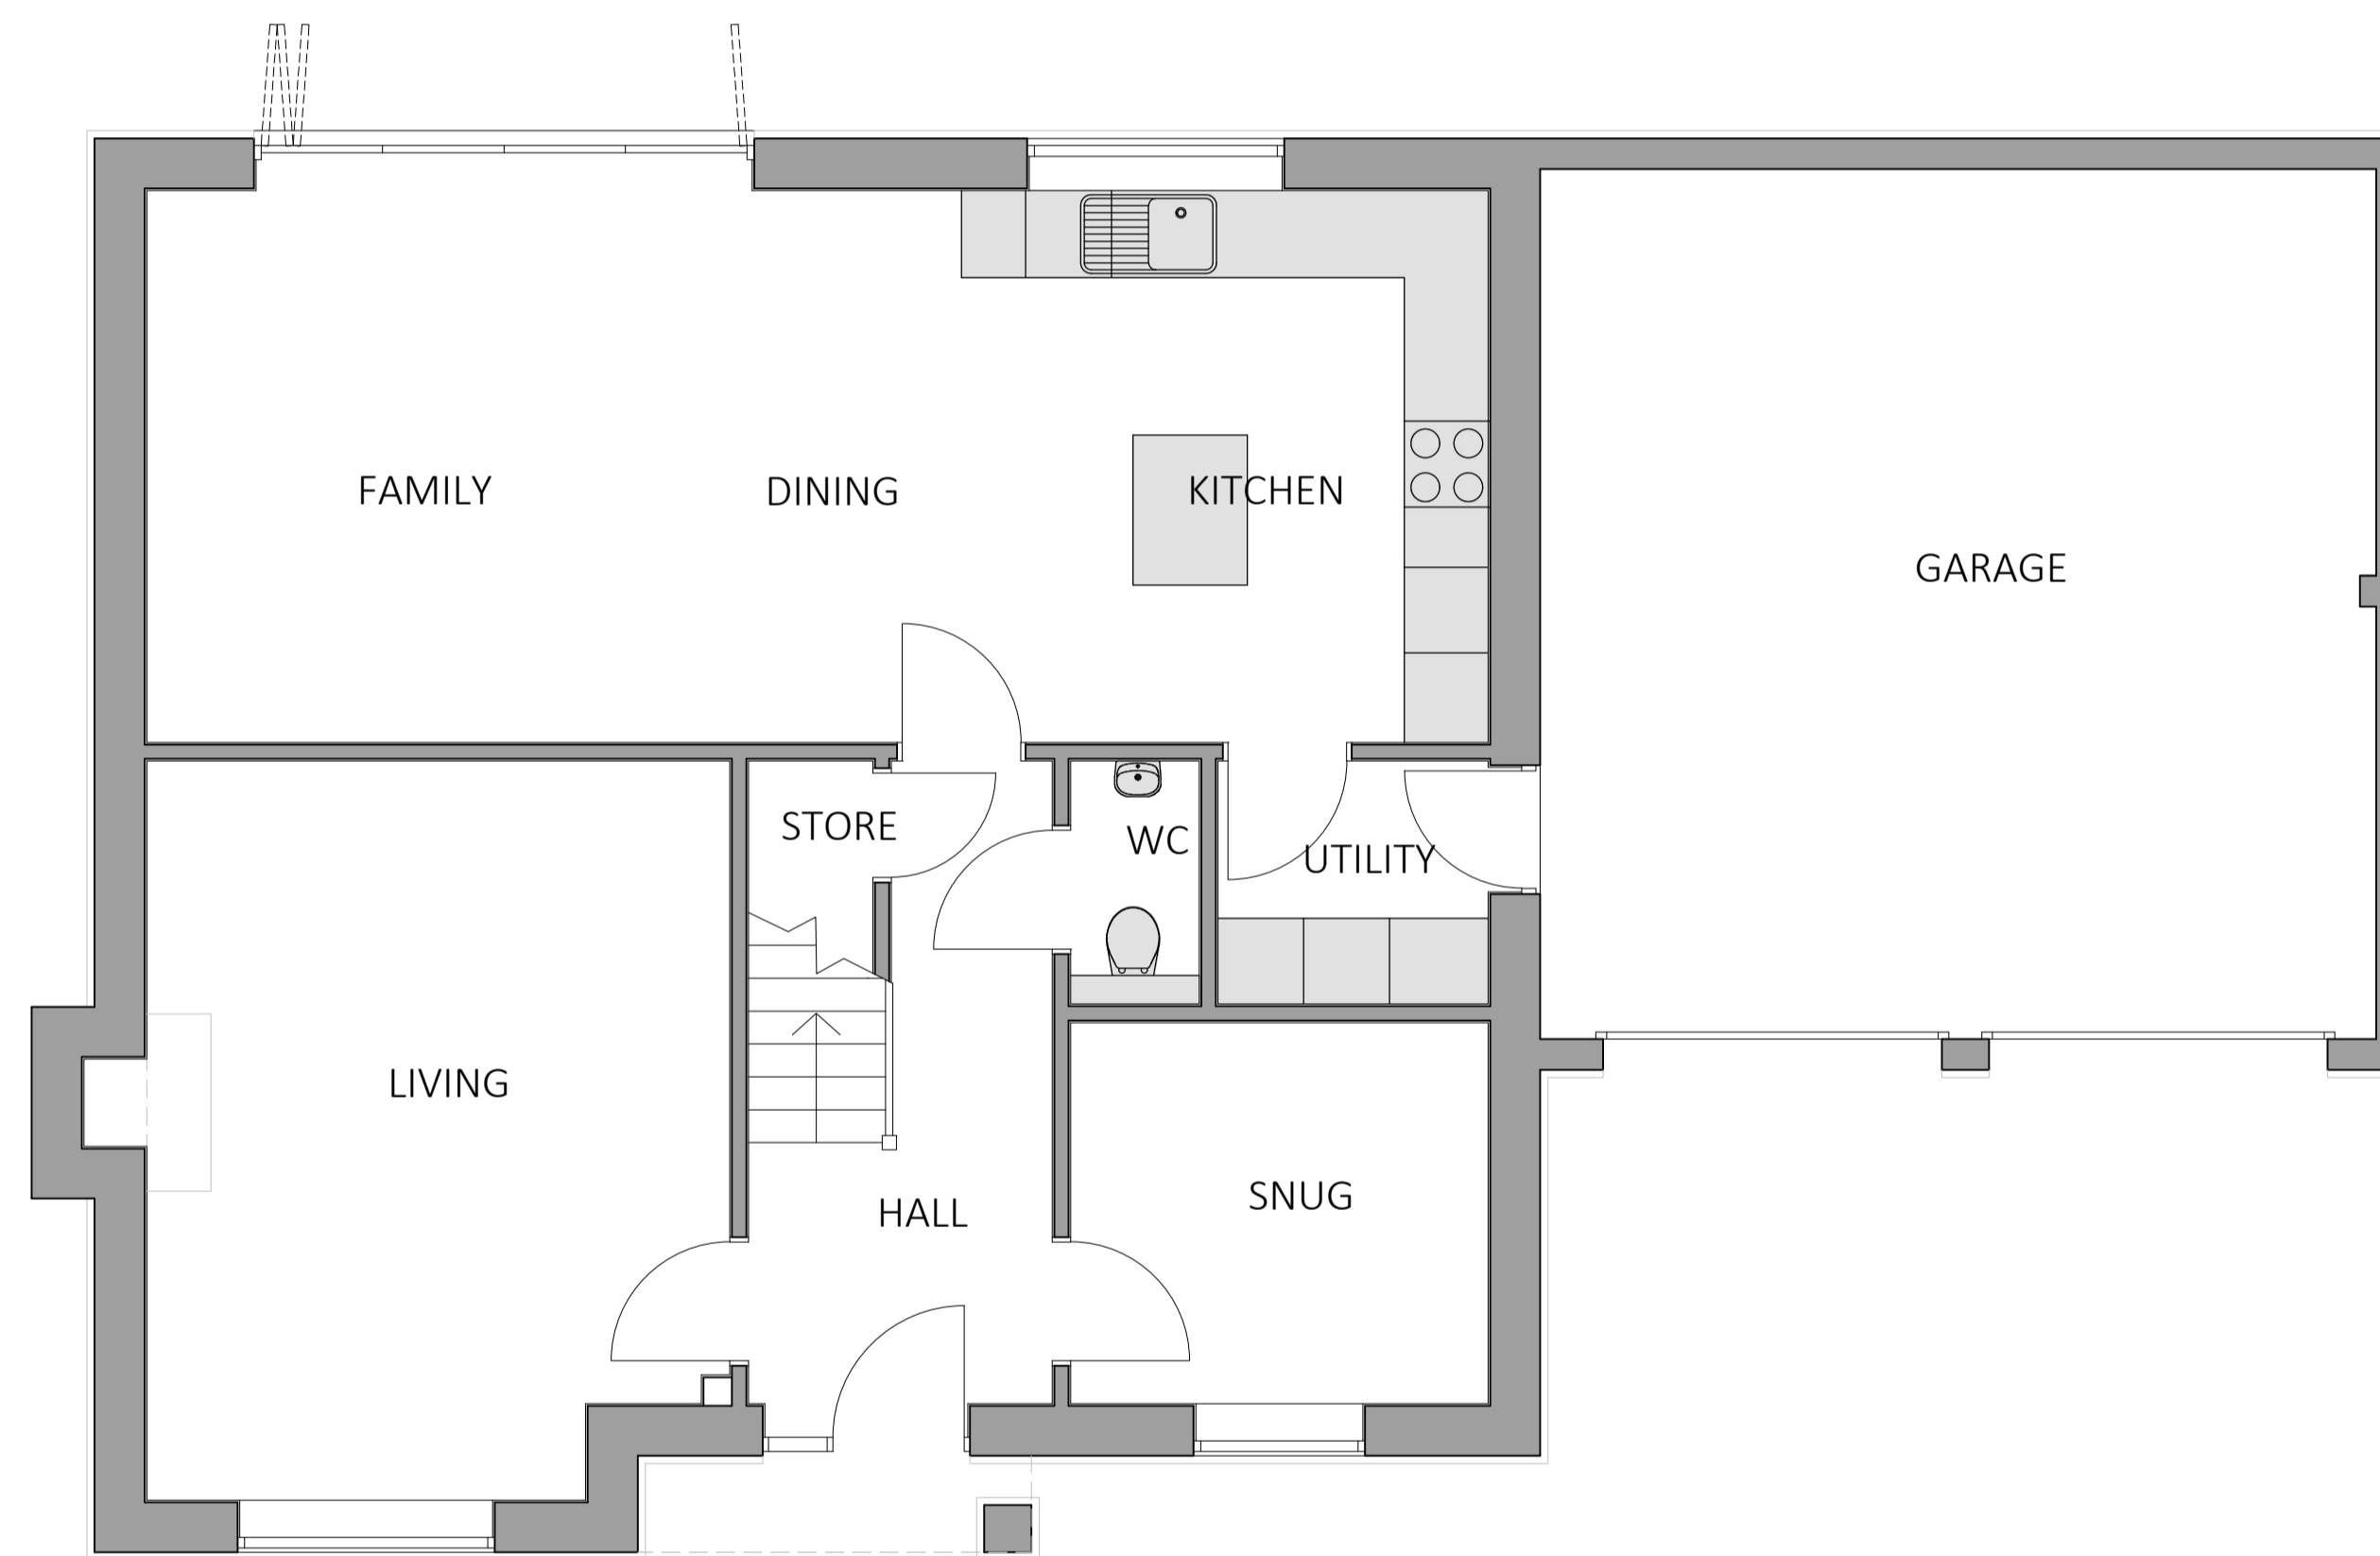 FAMILY
DINING
KITCHEN
GARAGE
STORE
WC
UTILITY
LIVING
SNUG
HALL